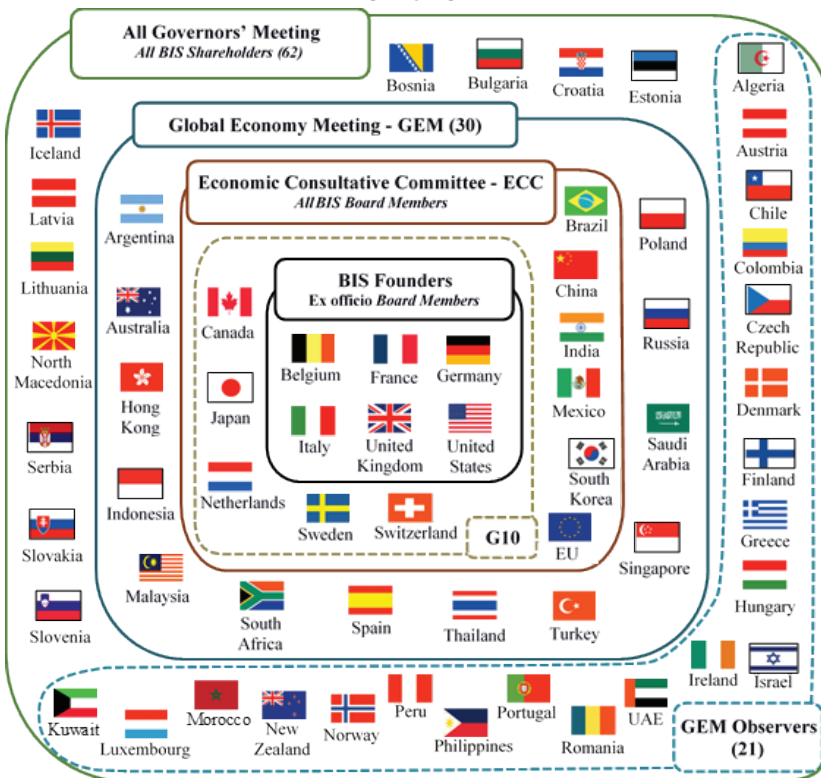 All Governors’ Meeting
All BIS Shareholders (62)
Bosnia
Bulgaria
Croatia
Estonia
Algeria
Iceland
Global Economy Meeting - GEM (30)
Austria
Latvia
Economic Consultative Committee - ECC
All BIS Board Members
Argentina
Brazil
Poland
Chile
Lithuania
BIS Founders
Ex officio Board Members
Colombia
Australia
Canada
China
Russia
Czech
Republic
North
Macedonia
Belgium
France
Germany
India
Hong
Kong
Japan
Mexico
Denmark
Serbia
Italy
United
Kingdom
United
States
South
Korea
Saudi
Arabia
Finland
Indonesia
Netherlands
Sweden
Switzerland
G10
EU
Singapore
Greece
Slovakia
Malaysia
Hungary
Slovenia
South
Africa
Spain
Thailand
Turkey
Ireland
Israel
Kuwait
Luxembourg
Morocco
New
Zealand
Norway
Peru
Philippines
Portugal
Romania
UAE
GEM Observers
(21)